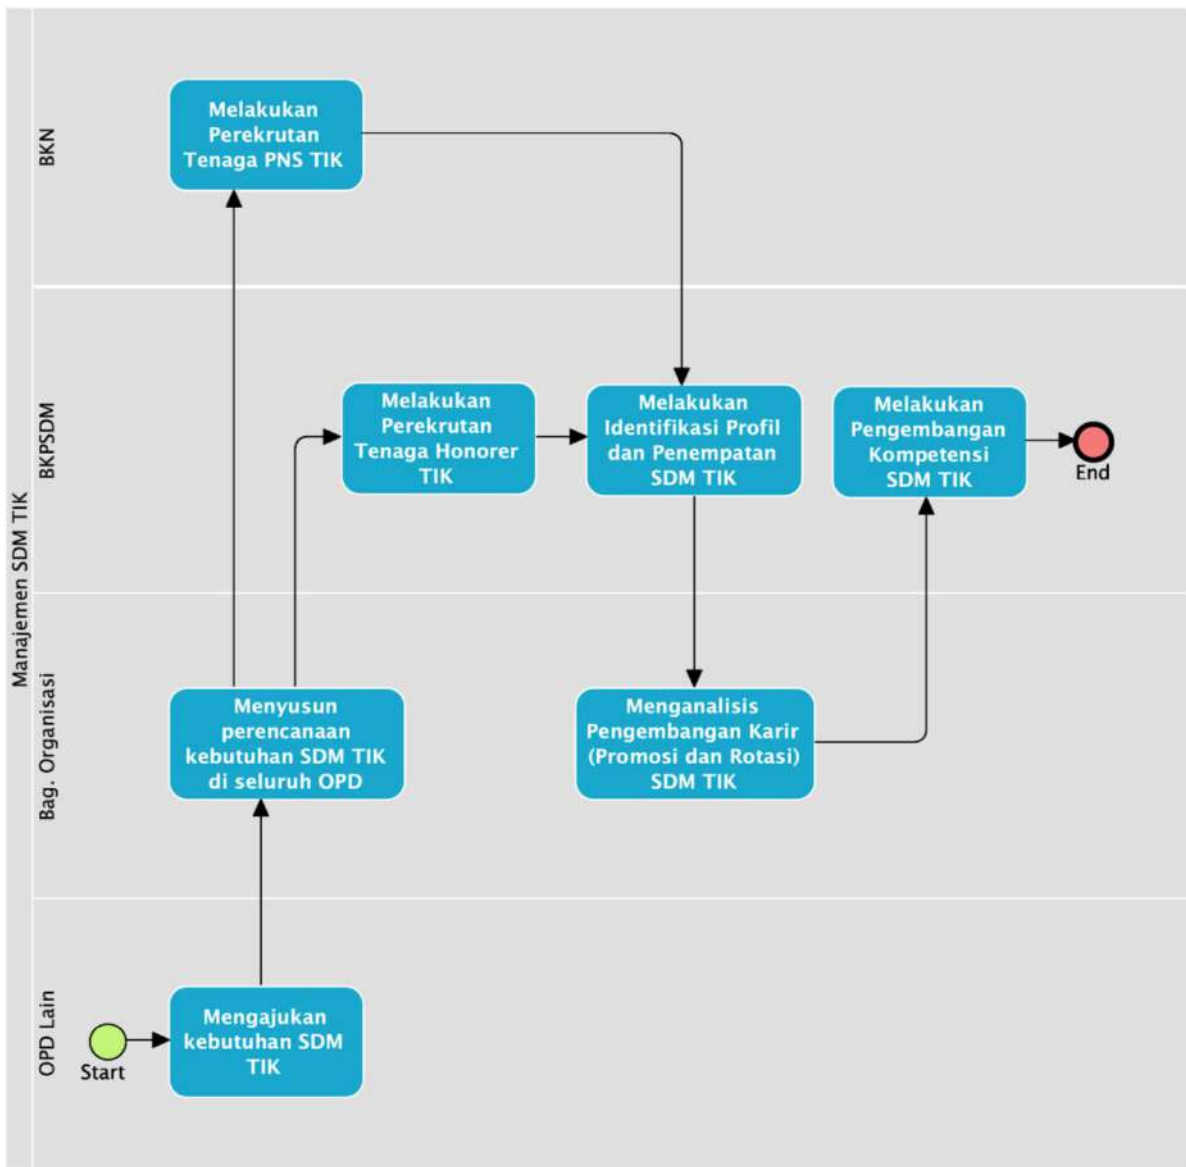 Manajemen SDM TIK
BKN
Melakukan
Perekrutan
Tenaga PNS TIK
BKPSDM
Melakukan
Perekrutan
Tenaga Honorer
TIK
Melakukan
Identifikasi Profil
dan Penempatan
SDM TIK
Melakukan
Pengembangan
Kompetensi
SDM TIK
End
Bag. Organisasi
Menyusun
perencanaan
kebutuhan SDM TIK
di seluruh OPD
Menganalisis
Pengembangan Karir
(Promosi dan Rotasi)
SDM TIK
OPD Lain
Start
Mengajukan
kebutuhan SDM
TIK